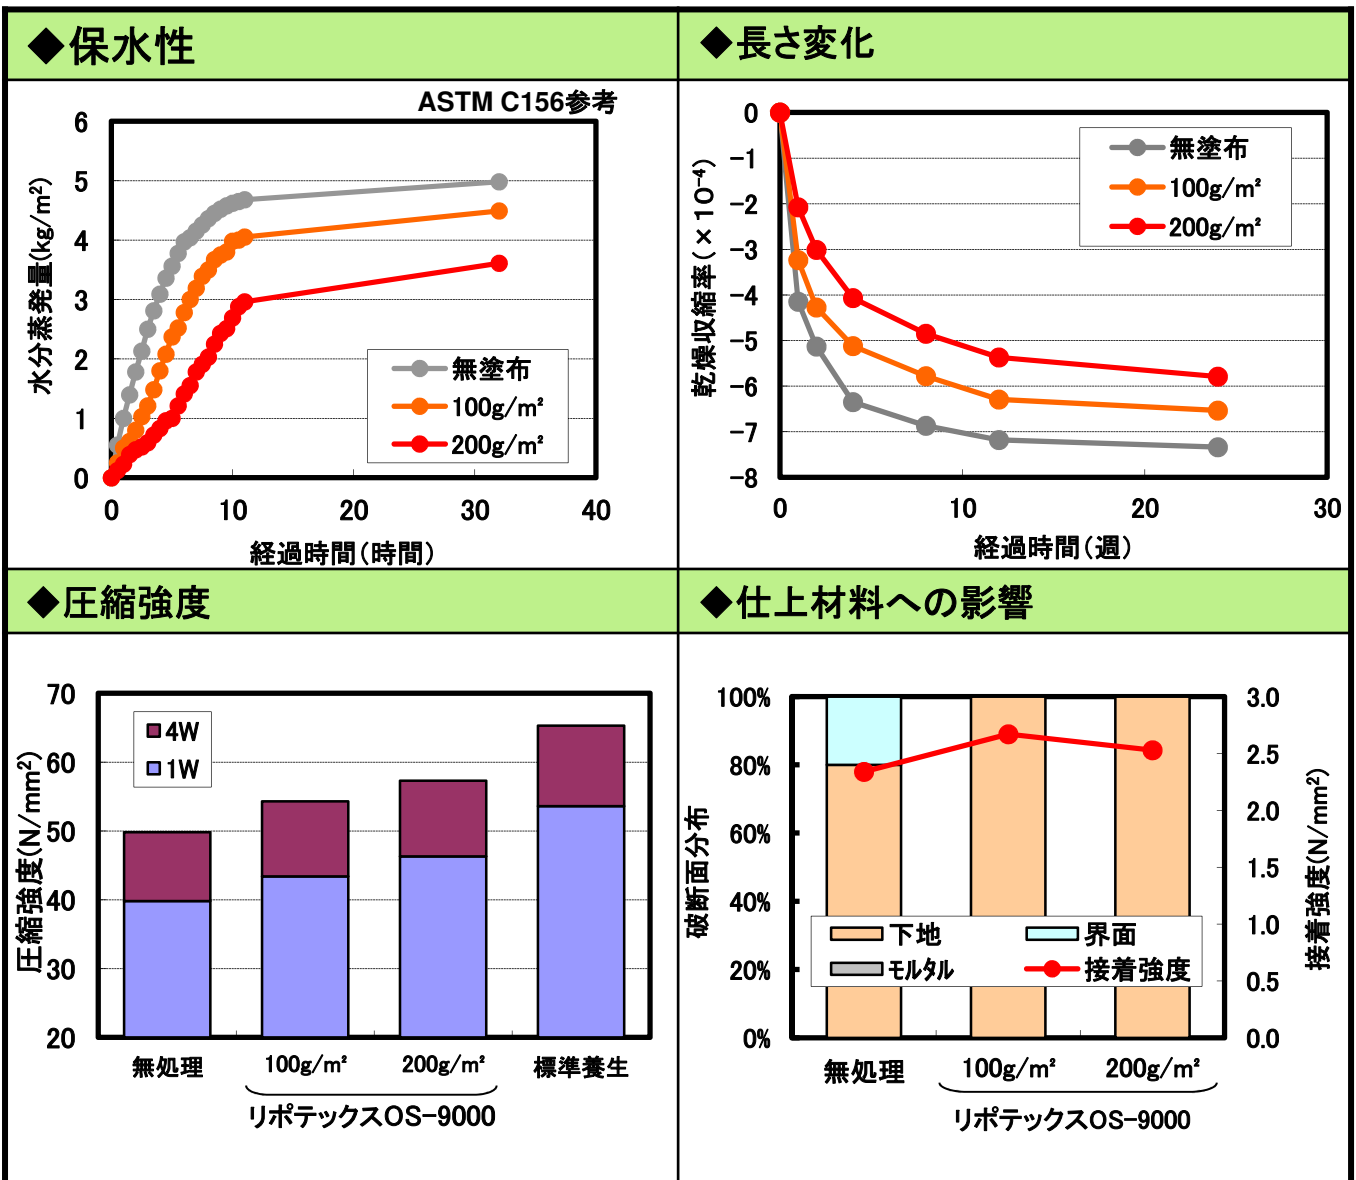 ◆保水性
ASTM C156参考
6
5
4
3
2
1
0
水分蒸発量(kg/m²)
無塗布
100g/m²
200g/m²
0 10 20 30 40
経過時間(時間)
◆長さ変化
0
-1
-2
-3
-4
-5
-6
-7
-8
乾燥収縮率(×10⁻⁴)
無塗布
100g/m²
200g/m²
0 10 20 30
経過時間(週)
◆圧縮強度
70
60
50
40
30
20
圧縮強度(N/mm²)
4W
1W
無処理 100g/m² 200g/m² 標準養生
リポテックスOS-9000
◆仕上材料への影響
100%
80%
60%
40%
20%
0%
破断面分布
3.0
2.5
2.0
1.5
1.0
0.5
0.0
接着強度(N/mm²)
下地 界面
ﾓﾙﾀﾙ 接着強度
無処理 100g/m² 200g/m²
リポテックスOS-9000